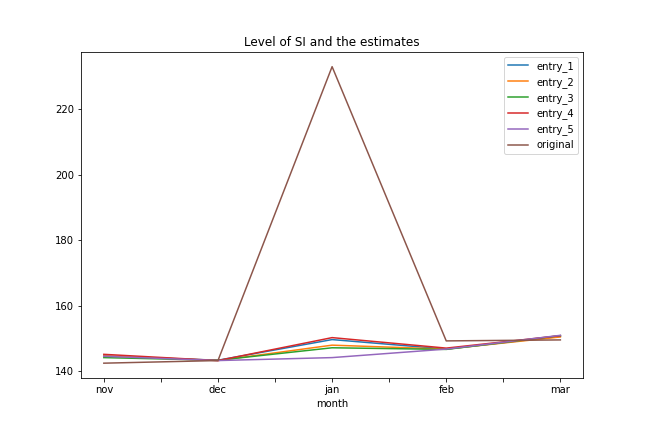 Level of SI and the estimates
entry_1
entry_2
entry_3
entry_4
entry_5
original
220
200
180
160
140
nov dec jan feb mar
month